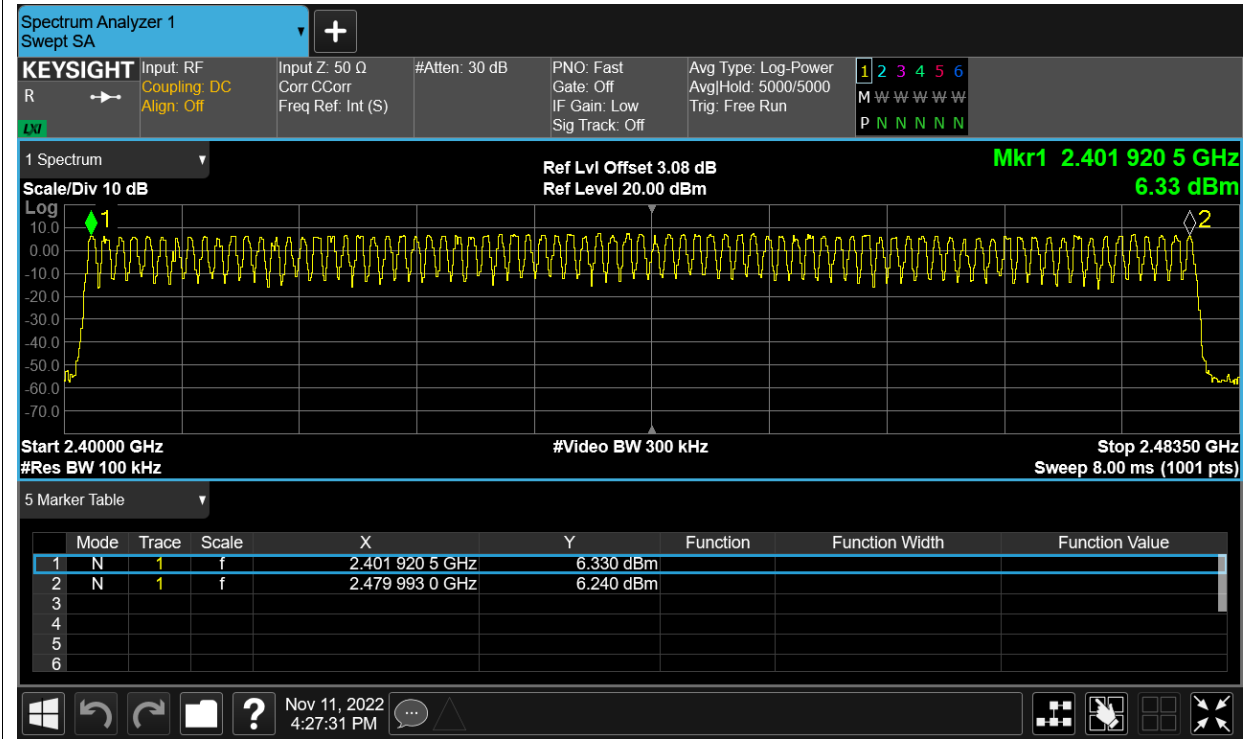 Spectrum Analyzer 1
Swept SA
KEYSIGHT
R
LXI
Input: RF
Coupling: DC
Align: Off
Input Z: 50 Ω
Corr CCorr
Freq Ref: Int (S)
#Atten: 30 dB
PNO: Fast
Gate: Off
IF Gain: Low
Sig Track: Off
Avg Type: Log-Power
Avg|Hold: 5000/5000
Trig: Free Run
1 2 3 4 5 6
M W W W W W
P N N N N N
1 Spectrum
Scale/Div 10 dB
Ref Lvl Offset 3.08 dB
Ref Level 20.00 dBm
Mkr1 2.401 920 5 GHz
6.33 dBm
Log
1
2
10.0
0.00
-10.0
-20.0
-30.0
-40.0
-50.0
-60.0
-70.0
Start 2.40000 GHz
#Res BW 100 kHz
#Video BW 300 kHz
Stop 2.48350 GHz
Sweep 8.00 ms (1001 pts)
5 Marker Table
Mode Trace Scale X Y Function Function Width Function Value
1 N 1 f 2.401 920 5 GHz 6.330 dBm
2 N 1 f 2.479 993 0 GHz 6.240 dBm
3
4
5
6
?
Nov 11, 2022
4:27:31 PM